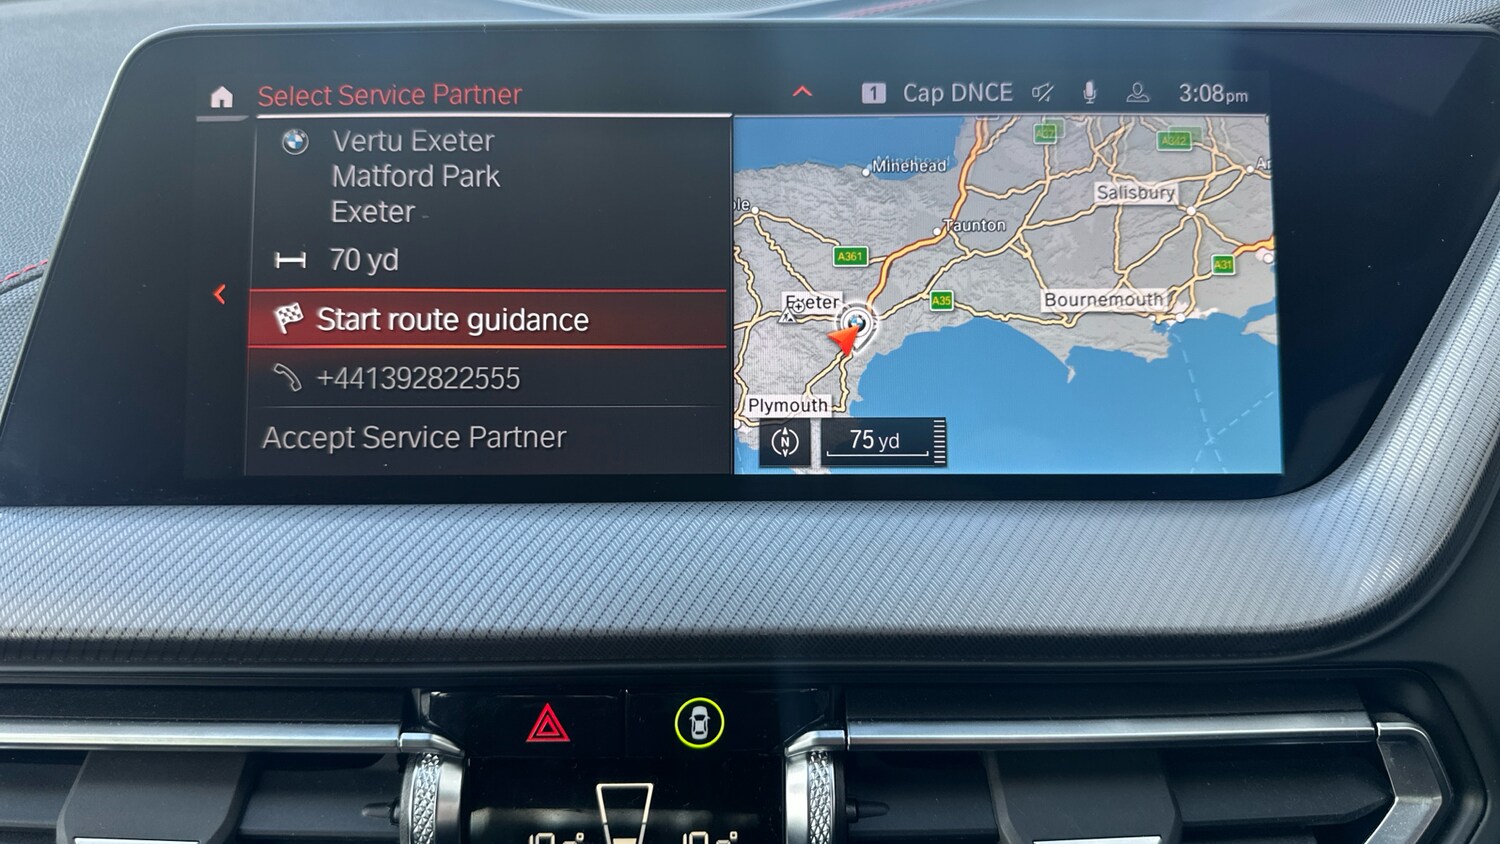 Select Service Partner
1 Cap DNCE 3:08pm
Vertu Exeter
Matford Park
Exeter
70 yd
Start route guidance
+441392822555
Accept Service Partner
Minehead
Salisbury
Taunton
A361
A31
Exeter
A35
Bournemouth
Plymouth
N
75 yd